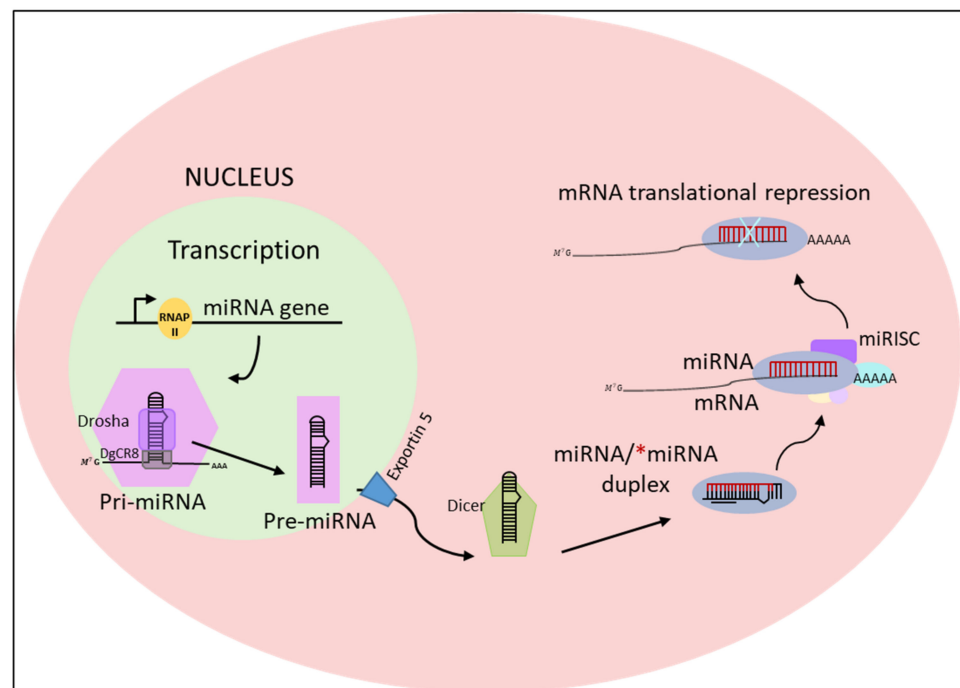 NUCLEUS
Transcription
RNAP
II
miRNA gene
Drosha
DgCR8
M⁷G
AAA
Pri-miRNA
Pre-miRNA
Exportin 5
Dicer
miRNA/*miRNA
duplex
miRISC
miRNA
M⁷G
AAAAA
mRNA
mRNA translational repression
M⁷G
AAAAA